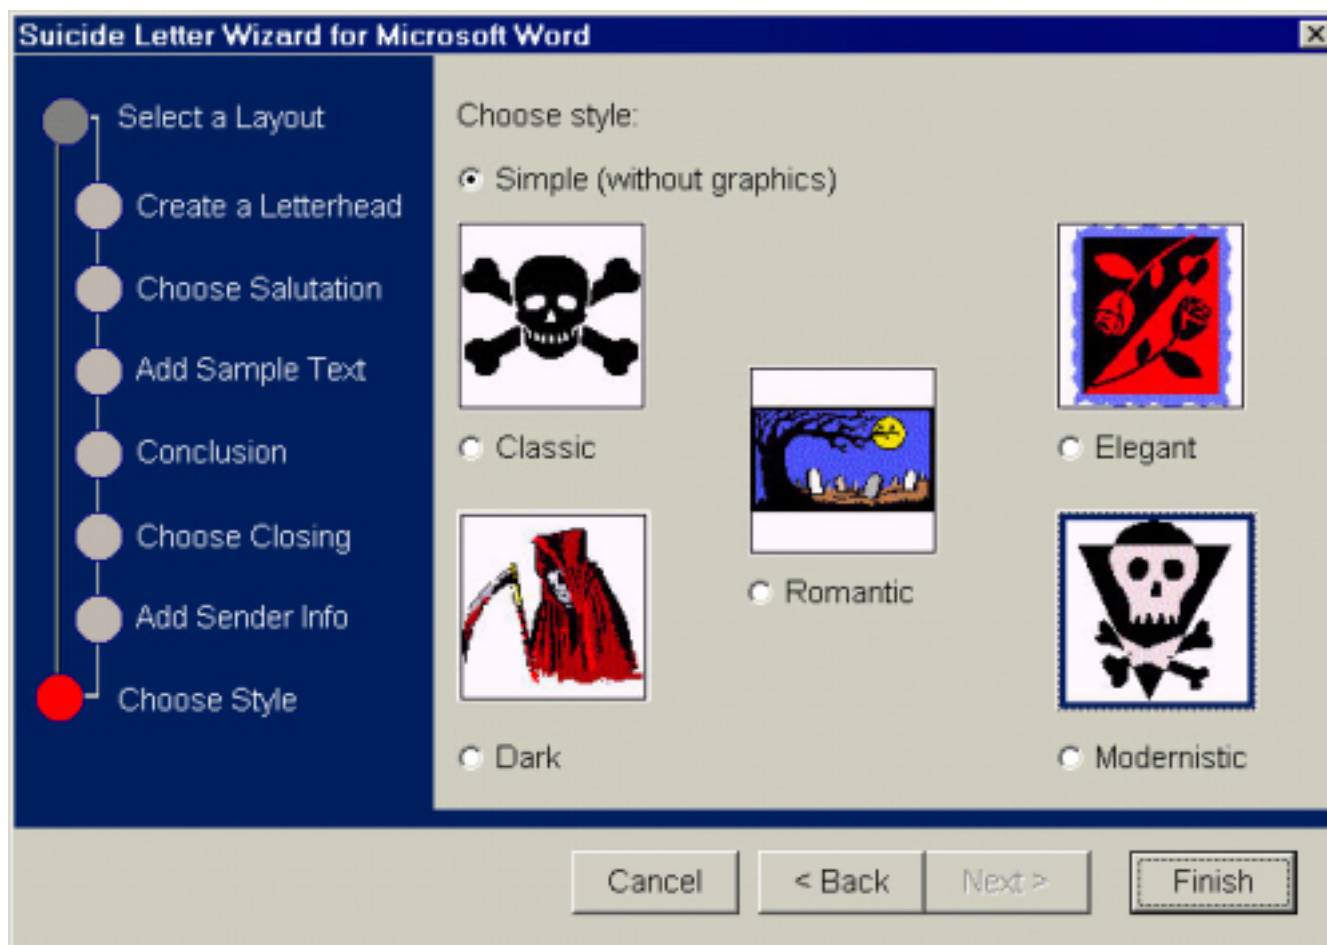 Suicide Letter Wizard for Microsoft Word
Select a Layout
Create a Letterhead
Choose Salutation
Add Sample Text
Conclusion
Choose Closing
Add Sender Info
Choose Style
Choose style:
Simple (without graphics)
Classic
Elegant
Romantic
Dark
Modernistic
Cancel
< Back
Next >
Finish